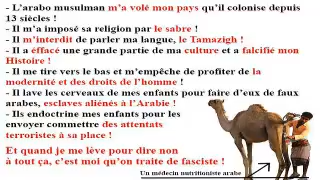 - L'arabo musulman m'a volé mon pays qu'il colonise depuis
13 siècles !
- Il m'a imposé sa religion par le sabre !
- Il m'interdit de parler ma langue, le Tamazigh !
- Il a éffacé une grande partie de ma culture et a falcifié mon
Histoire !
- Il me tire vers le bas et m'empêche de profiter de la
modernité et des droits de l'homme !
- Il lave les cerveaux de mes enfants pour faire d'eux de faux
arabes, esclaves aliénés à l'Arabie !
- Ils endoctrine mes enfants pour les
envoyer commettre des attentats
terroristes à sa place !
Et quand je me lève pour dire non
à tout ça, c'est moi qu'on traite de fasciste !
Un médecin nutritioniste arabe